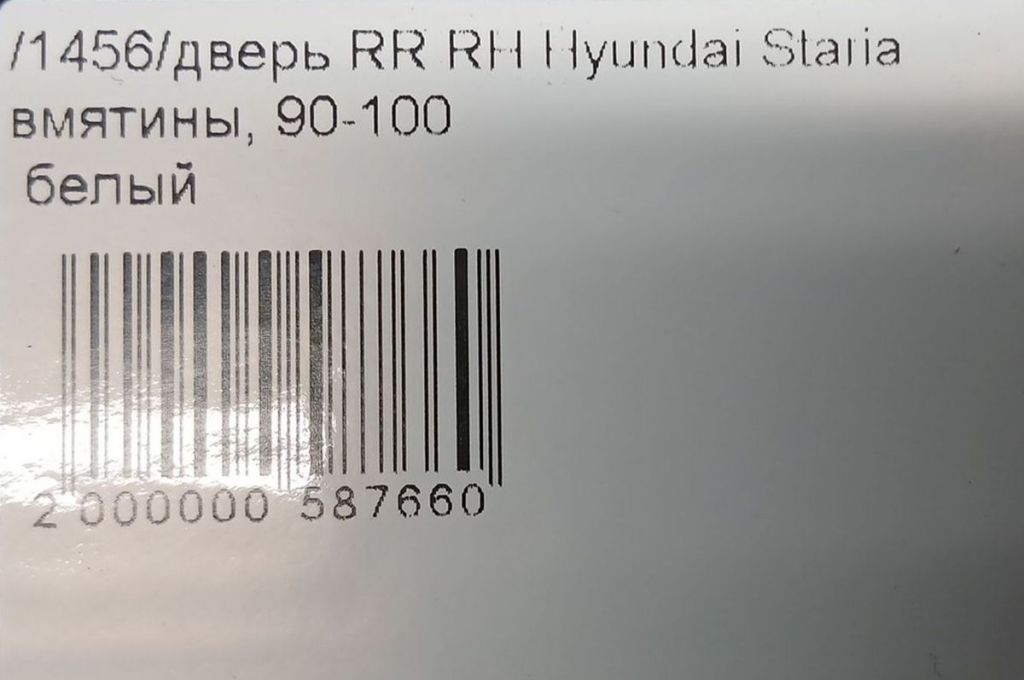 /1456/дверь RR RH Hyundai Staria
вмятины, 90-100
белый
2 000000 587660